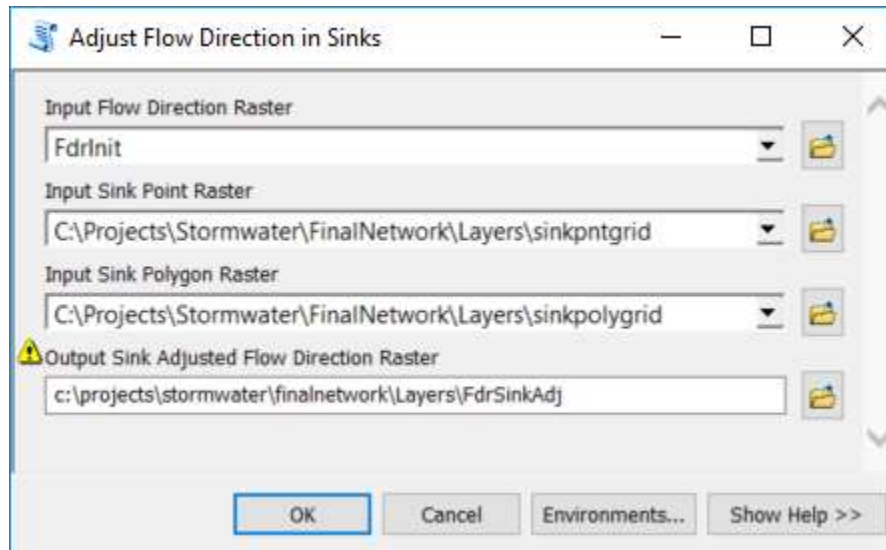 Adjust Flow Direction in Sinks
Input Flow Direction Raster
FdrInit
Input Sink Point Raster
C:\Projects\Stormwater\FinalNetwork\Layers\sinkpntgrid
Input Sink Polygon Raster
C:\Projects\Stormwater\FinalNetwork\Layers\sinkpolygrid
Output Sink Adjusted Flow Direction Raster
c:\projects\stormwater\finalnetwork\Layers\FdrSinkAdj
OK Cancel Environments... Show Help >>